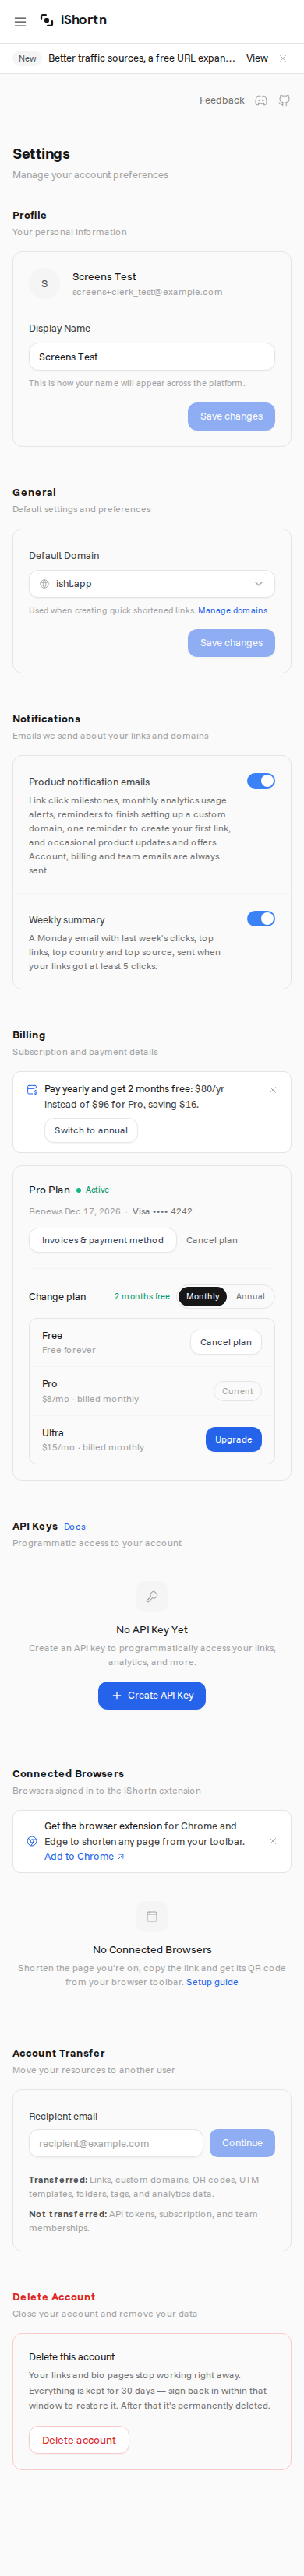 IShortn
New Better traffic sources, a free URL expan... View
Feedback
Settings
Manage your account preferences
Profile
Your personal information
S
Screens Test
screens+clerk_test@example.com
Display Name
Screens Test
This is how your name will appear across the platform.
Save changes
General
Default settings and preferences
Default Domain
isht.app
Used when creating quick shortened links. Manage domains
Save changes
Notifications
Emails we send about your links and domains
Product notification emails
Link click milestones, monthly analytics usage
alerts, reminders to finish setting up a custom
domain, one reminder to create your first link,
and occasional product updates and offers.
Account, billing and team emails are always
sent.
Weekly summary
A Monday email with last week's clicks, top
links, top country and top source, sent when
your links got at least 5 clicks.
Billing
Subscription and payment details
Pay yearly and get 2 months free: $80/yr
instead of $96 for Pro, saving $16.
Switch to annual
Pro Plan Active
Renews Dec 17, 2026 · Visa •••• 4242
Invoices & payment method Cancel plan
Change plan 2 months free Monthly Annual
Free
Free forever
Cancel plan
Pro
$8/mo · billed monthly
Current
Ultra
$15/mo · billed monthly
Upgrade
API Keys Docs
Programmatic access to your account
No API Key Yet
Create an API key to programmatically access your links,
analytics, and more.
Create API Key
Connected Browsers
Browsers signed in to the iShortn extension
Get the browser extension for Chrome and
Edge to shorten any page from your toolbar.
Add to Chrome
No Connected Browsers
Shorten the page you're on, copy the link and get its QR code
from your browser toolbar. Setup guide
Account Transfer
Move your resources to another user
Recipient email
recipient@example.com
Continue
Transferred: Links, custom domains, QR codes, UTM
templates, folders, tags, and analytics data.
Not transferred: API tokens, subscription, and team
memberships.
Delete Account
Close your account and remove your data
Delete this account
Your links and bio pages stop working right away.
Everything is kept for 30 days — sign back in within that
window to restore it. After that it's permanently deleted.
Delete account